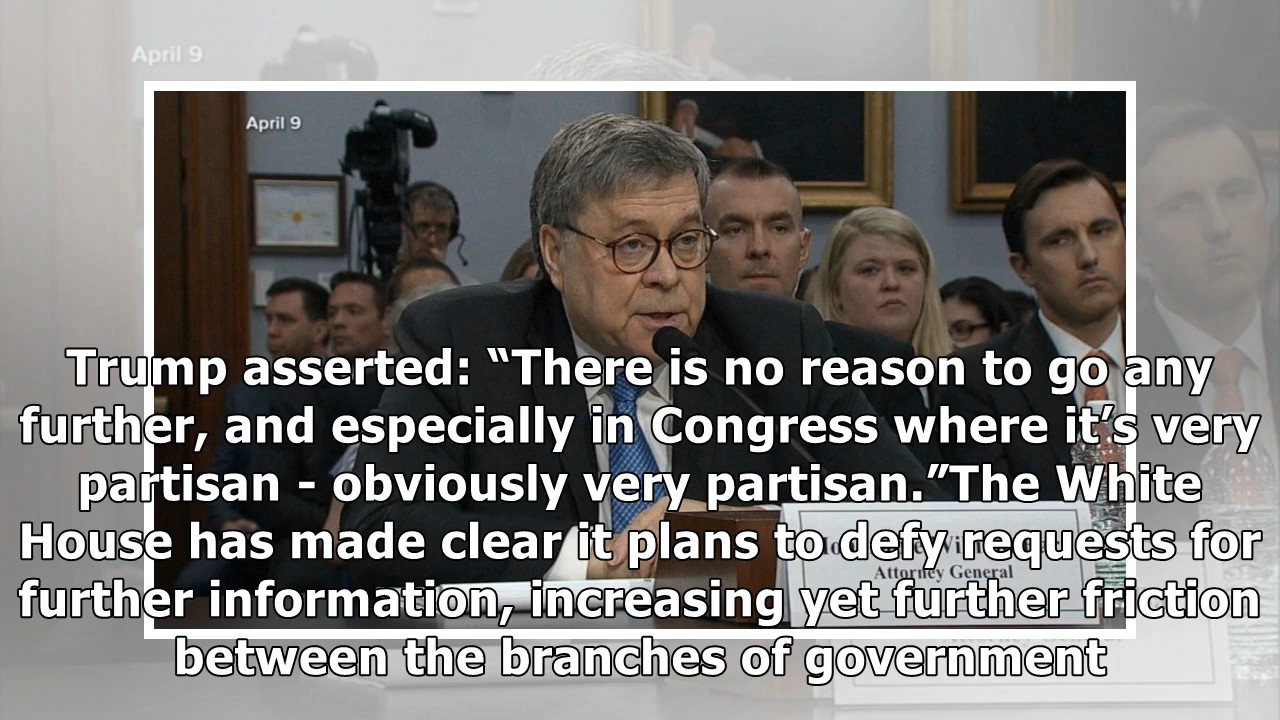 April 9
April 9
Trump asserted: “There is no reason to go any
further, and especially in Congress where it’s very
partisan - obviously very partisan.”The White
House has made clear it plans to defy requests for
further information, increasing yet further friction
between the branches of government
Attorney General